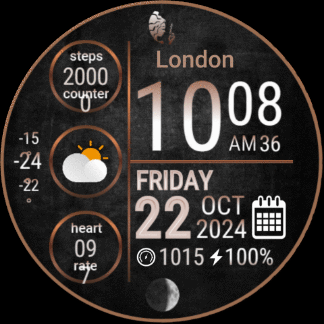 steps
2000
counter
0
-15
-24
-22
°
heart
09
rate
7
London
10 08
AM 36
FRIDAY
22 OCT
2024
1015 100%